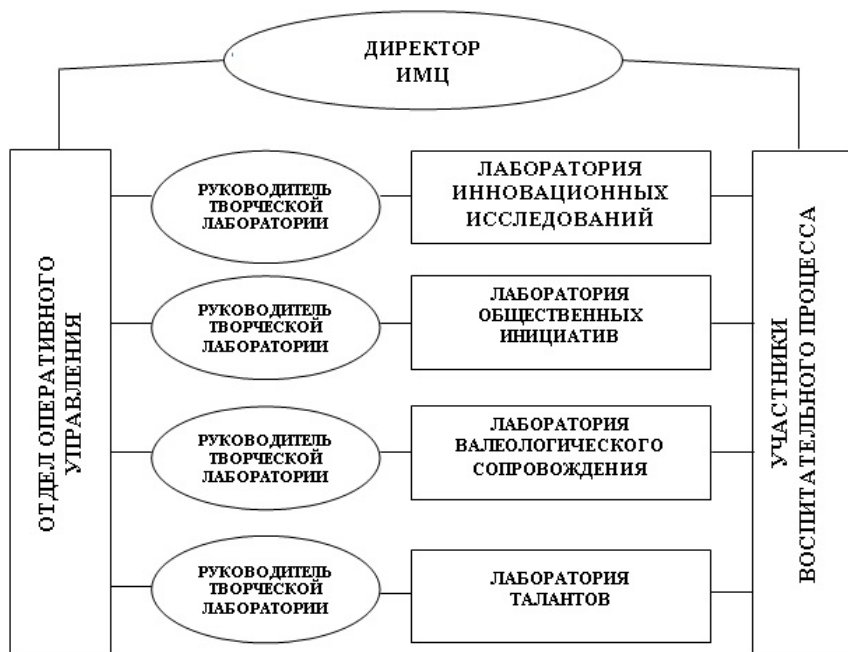 ДИРЕКТОР
ИМЦ
ОТДЕЛ ОПЕРАТИВНОГО
УПРАВЛЕНИЯ
РУКОВОДИТЕЛЬ
ТВОРЧЕСКОЙ
ЛАБОРАТОРИИ
ЛАБОРАТОРИЯ
ИННОВАЦИОННЫХ
ИССЛЕДОВАНИЙ
РУКОВОДИТЕЛЬ
ТВОРЧЕСКОЙ
ЛАБОРАТОРИИ
ЛАБОРАТОРИЯ
ОБЩЕСТВЕННЫХ
ИНИЦИАТИВ
РУКОВОДИТЕЛЬ
ТВОРЧЕСКОЙ
ЛАБОРАТОРИИ
ЛАБОРАТОРИЯ
ВАЛЕОЛОГИЧЕСКОГО
СОПРОВОЖДЕНИЯ
РУКОВОДИТЕЛЬ
ТВОРЧЕСКОЙ
ЛАБОРАТОРИИ
ЛАБОРАТОРИЯ
ТАЛАНТОВ
УЧАСТНИКИ
ВОСПИТАТЕЛЬНОГО ПРОЦЕССА